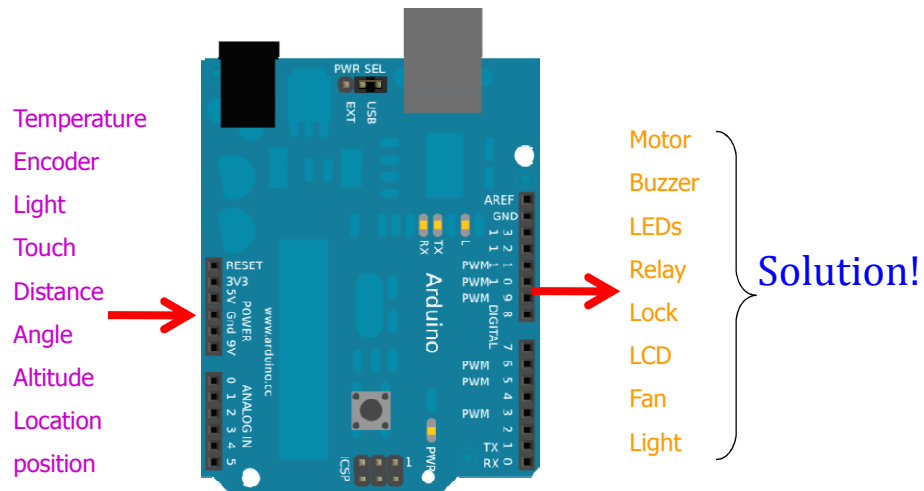 Temperature
Encoder
Light
Touch
Distance
Angle
Altitude
Location
position
PWR SEL
EXT
USB
AREF
GND
13
12
PWM 11
PWM 10
PWM 9
8
DIGITAL
7
PWM 6
PWM 5
4
PWM 3
2
TX 1
RX 0
RX
TX
L
Arduino
www.arduino.cc
RESET
3V3
5V
Gnd
9V
POWER
ANALOG IN
0
1
2
3
4
5
ICSP
1
PWR
Motor
Buzzer
LEDs
Relay
Lock
LCD
Fan
Light
Solution!